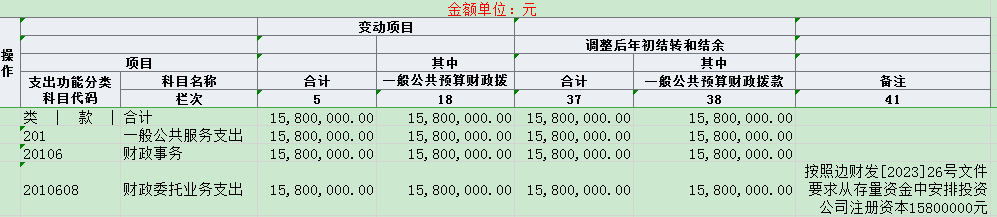 金额单位：元
变动项目
调整后年初结转和结余
操作
项目
其中
其中
支出功能分类科目代码
科目名称
合计
一般公共预算财政拨
合计
一般公共预算财政拨款
备注
栏次
5
18
37
38
41
类 款 合计 15,800,000.00 15,800,000.00 15,800,000.00 15,800,000.00
201 一般公共服务支出 15,800,000.00 15,800,000.00 15,800,000.00 15,800,000.00
20106 财政事务 15,800,000.00 15,800,000.00 15,800,000.00 15,800,000.00
2010608 财政委托业务支出 15,800,000.00 15,800,000.00 15,800,000.00 15,800,000.00
按照边财发[2023]26号文件
要求从存量资金中安排投资
公司注册资本15800000元